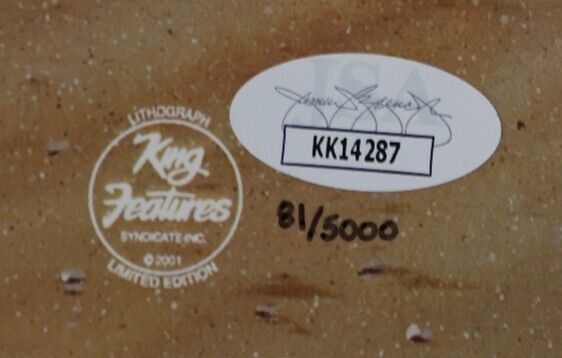 LITHOGRAPH
King
Features
SYNDICATE·INC.
©2001
LIMITED EDITION
JSA
KK14287
81/5000